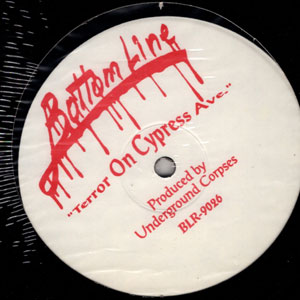 Bottom Line
"Terror On Cypress Ave."
Produced by
Underground Corpses
BLR-9026